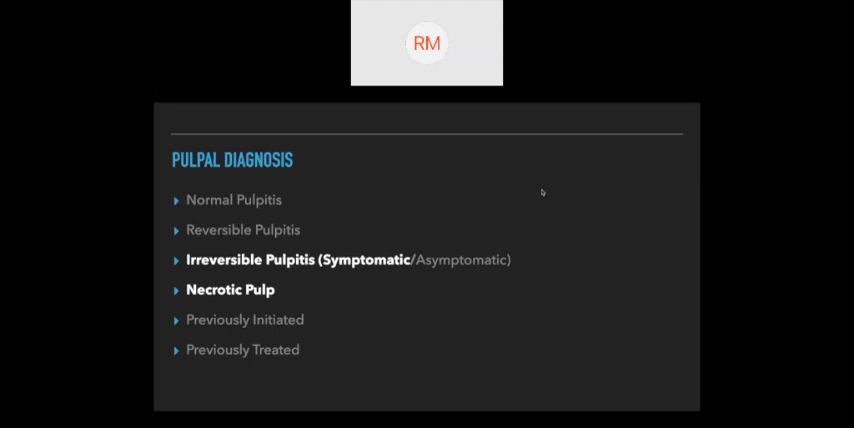 RM
PULPAL DIAGNOSIS
Normal Pulpitis
Reversible Pulpitis
Irreversible Pulpitis (Symptomatic/Asymptomatic)
Necrotic Pulp
Previously Initiated
Previously Treated